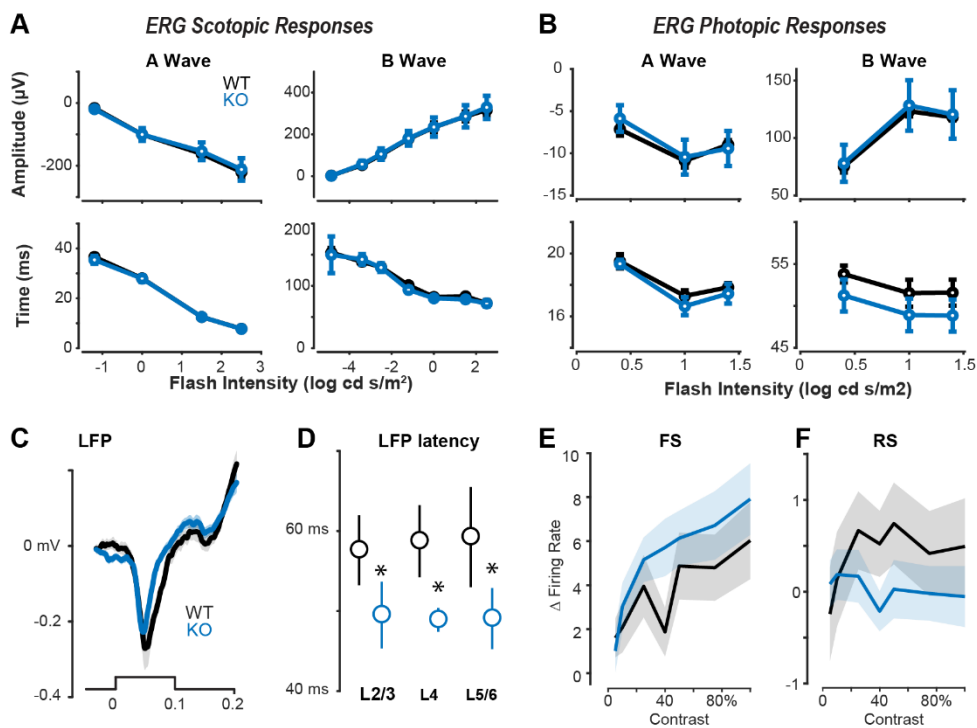 A
ERG Scotopic Responses
A Wave
B Wave
WT
KO
Amplitude (µV)
0
-200
400
200
0
Time (ms)
40
20
0
200
100
0
-1
0
1
2
3
-4
-2
0
2
Flash Intensity (log cd s/m²)
B
ERG Photopic Responses
A Wave
B Wave
-5
-10
-15
150
100
50
20
18
16
55
45
0
0.5
1
1.5
0
0.5
1
1.5
Flash Intensity (log cd s/m2)
C
LFP
0 mV
-0.2
-0.4
WT
KO
0
0.1
0.2
D
LFP latency
60 ms
40 ms
*
*
*
L2/3
L4
L5/6
E
FS
Δ Firing Rate
10
8
6
4
2
0
0
40
80%
Contrast
F
RS
1
0
-1
0
40
80%
Contrast